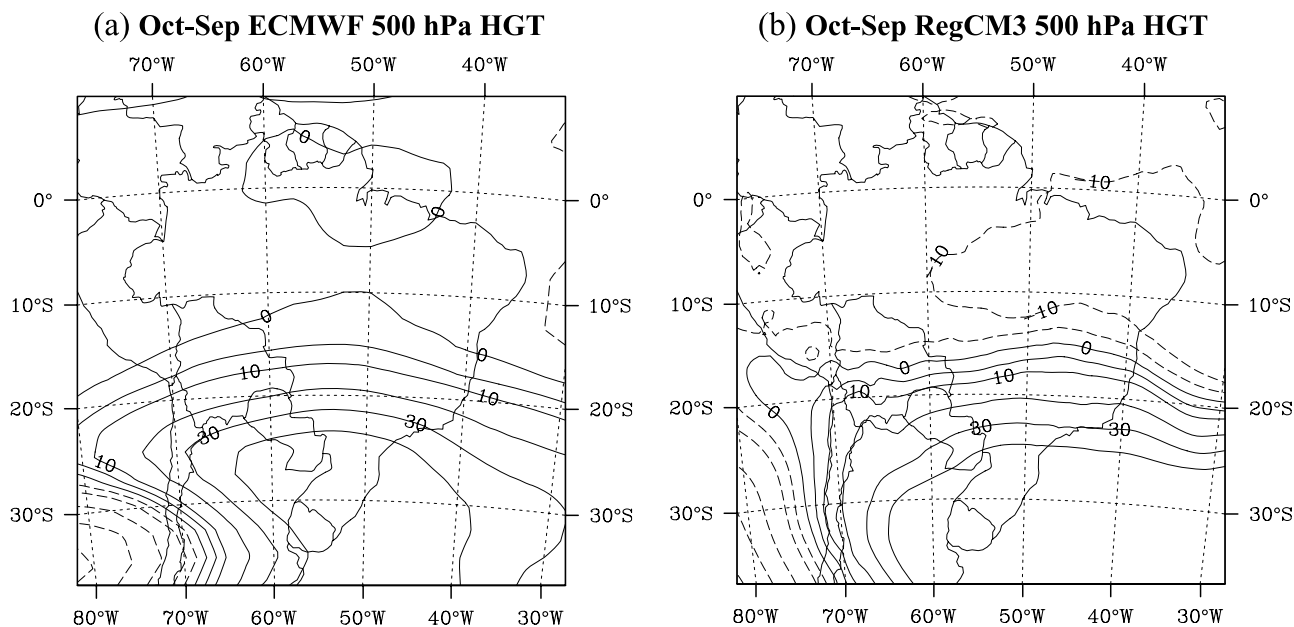 (a) Oct-Sep ECMWF 500 hPa HGT
(b) Oct-Sep RegCM3 500 hPa HGT
70°W 60°W 50°W 40°W
70°W 60°W 50°W 40°W
0
10
0° 0 0°
0° 0°
10
10°S 0 10°S
10°S 10 10°S
0
0
10
0
10
10
10
20°S 20°S
20°S 0 20°S
30
30
30
30
10
30°S 30°S
30°S 30°S
80°W 70°W 60°W 50°W 40°W 30°W
80°W 70°W 60°W 50°W 40°W 30°W